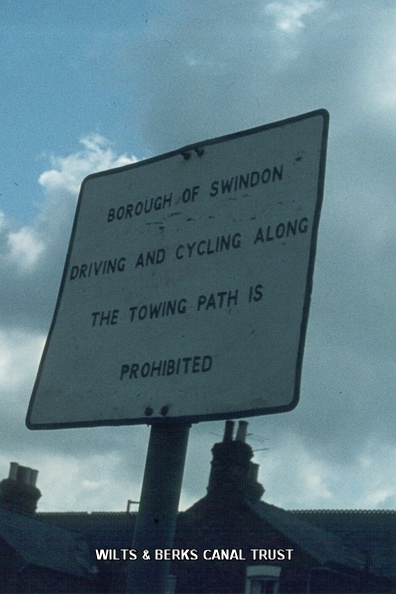 BOROUGH OF SWINDON
DRIVING AND CYCLING ALONG
THE TOWING PATH IS
PROHIBITED
WILTS & BERKS CANAL TRUST